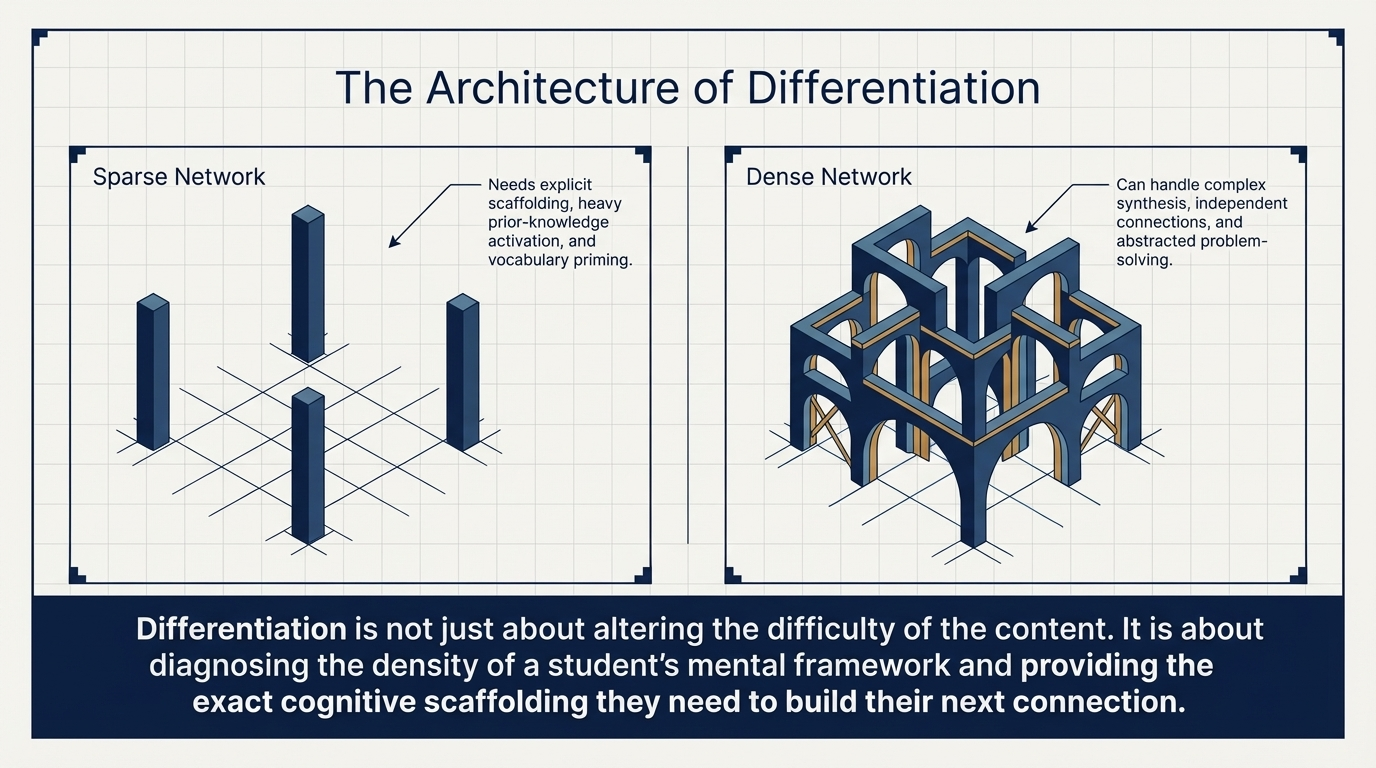 The Architecture of Differentiation
Sparse Network
Needs explicit
scaffolding, heavy
prior-knowledge
activation, and
vocabulary priming.
Dense Network
Can handle complex
synthesis, independent
connections, and
abstracted problem-
solving.
Differentiation is not just about altering the difficulty of the content. It is about
diagnosing the density of a student's mental framework and providing the
exact cognitive scaffolding they need to build their next connection.